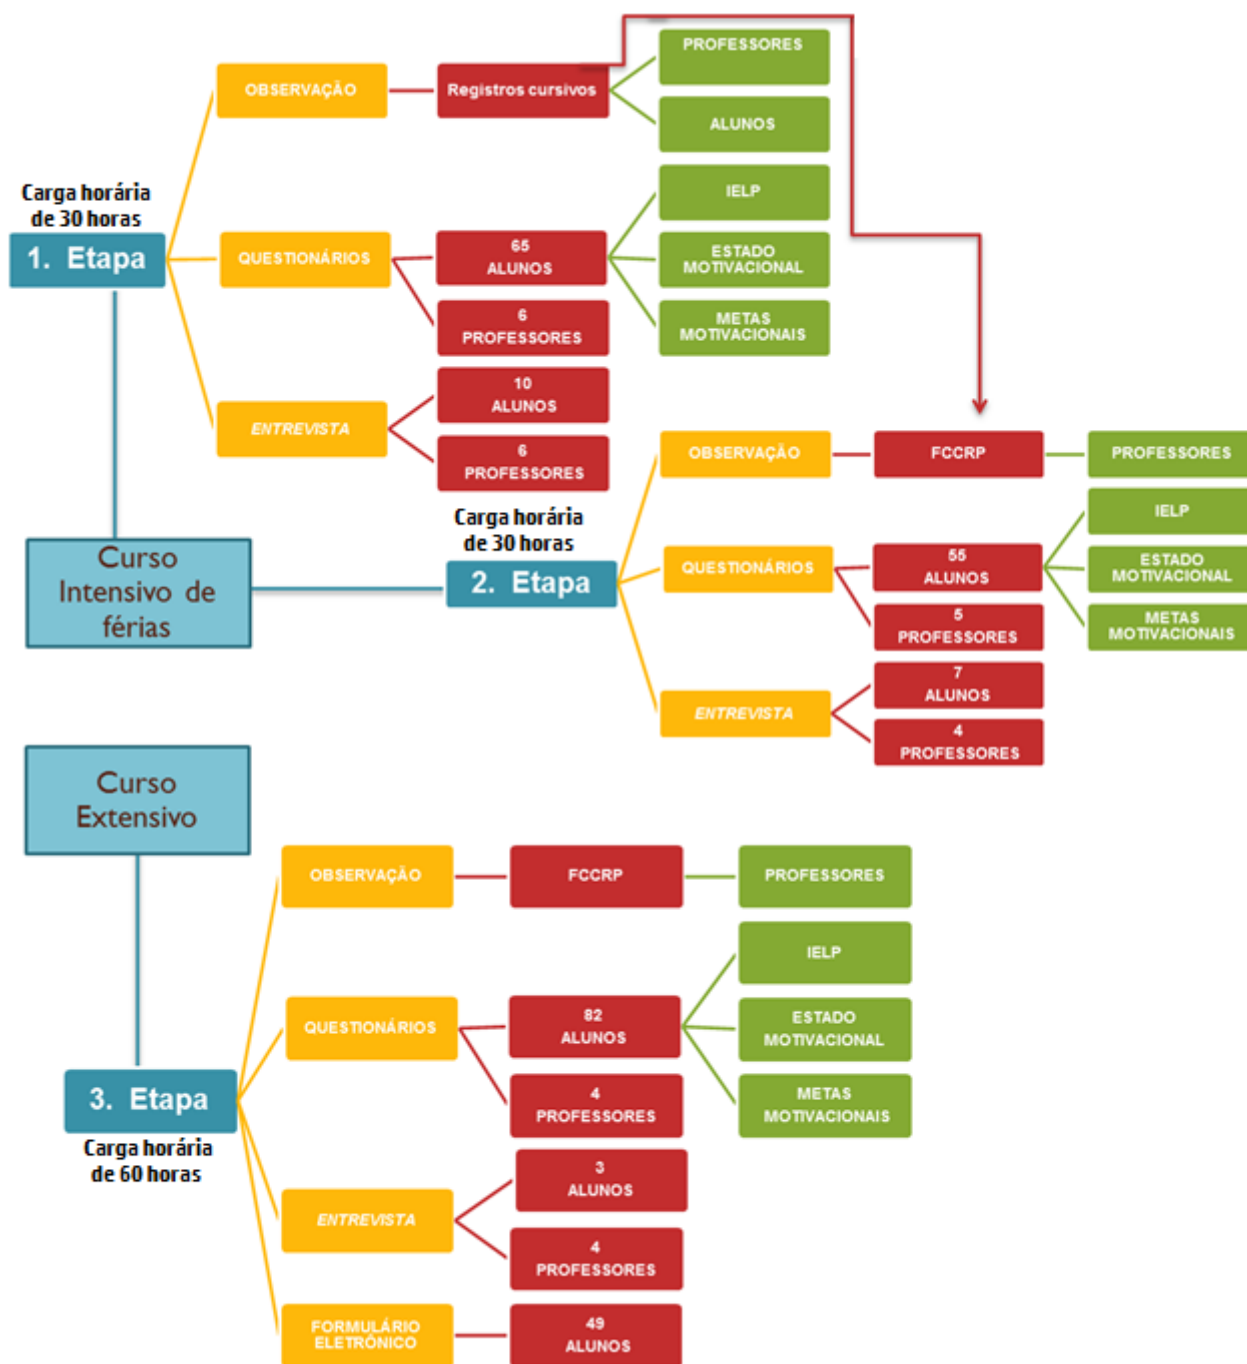 PROFESSORES
OBSERVAÇÃO
Registros cursivos
ALUNOS
Carga horária
de 30 horas
1. Etapa
IELP
QUESTIONÁRIOS
65
ALUNOS
ESTADO
MOTIVACIONAL
6
PROFESSORES
METAS
MOTIVACIONAIS
ENTREVISTA
10
ALUNOS
6
PROFESSORES
Curso
Intensivo de
férias
Carga horária
de 30 horas
2. Etapa
OBSERVAÇÃO
FCCRP
PROFESSORES
IELP
QUESTIONÁRIOS
55
ALUNOS
ESTADO
MOTIVACIONAL
5
PROFESSORES
METAS
MOTIVACIONAIS
ENTREVISTA
7
ALUNOS
4
PROFESSORES
Curso
Extensivo
OBSERVAÇÃO
FCCRP
PROFESSORES
IELP
QUESTIONÁRIOS
82
ALUNOS
ESTADO
MOTIVACIONAL
3. Etapa
Carga horária
de 60 horas
4
PROFESSORES
METAS
MOTIVACIONAIS
ENTREVISTA
3
ALUNOS
4
PROFESSORES
FORMULÁRIO
ELETRÔNICO
49
ALUNOS